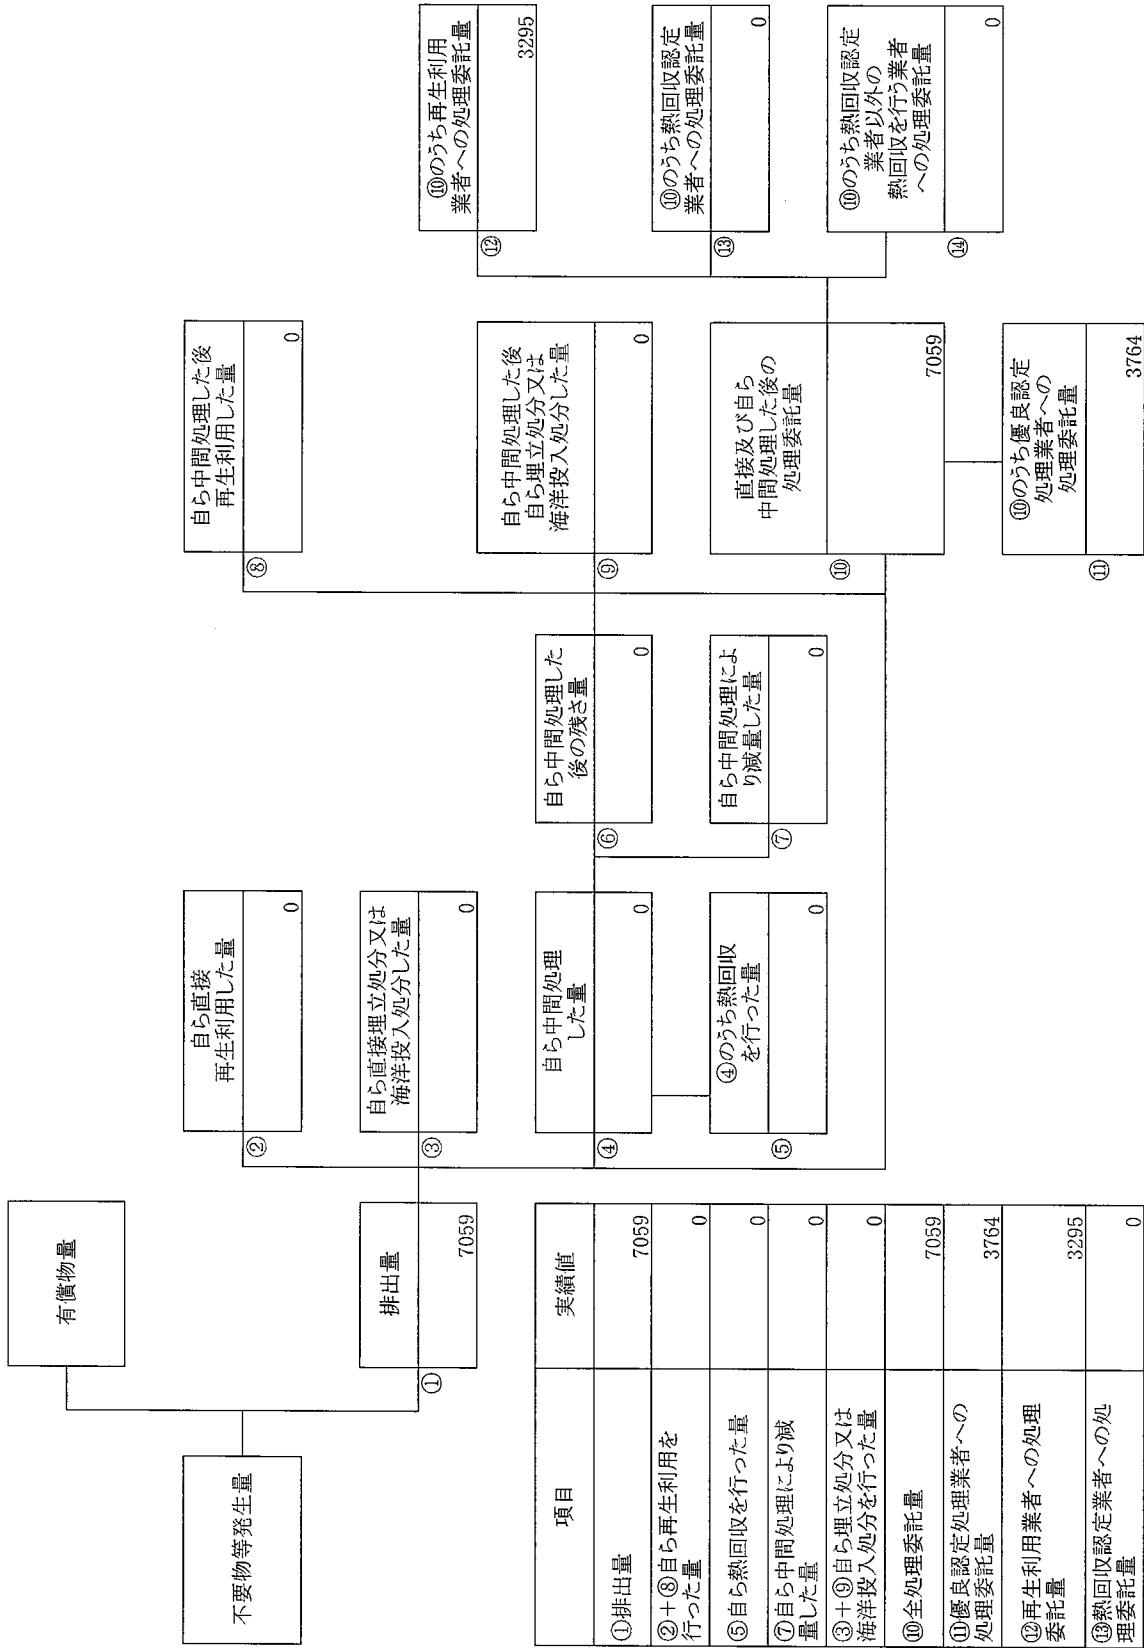 不要物等発生量
有償物量
①
排出量
7059
②
自ら直接
再生利用した量
0
③
自ら直接埋立処分又は
海洋投入処分した量
0
④
自ら中間処理
した量
0
⑤
④のうち熱回収
を行った量
0
⑥
自ら中間処理した
後の残さ量
0
⑦
自ら中間処理によ
り減量した量
0
⑧
自ら中間処理した後
再生利用した量
0
⑨
自ら中間処理した後
自ら埋立処分又は
海洋投入処分した量
0
⑩
直接及び自ら
中間処理した後の
処理委託量
7059
⑪
⑩のうち優良認定
処理業者への
処理委託量
3764
⑫
⑩のうち再生利用
業者への処理委託量
3295
⑬
⑩のうち熱回収認定
業者への処理委託量
0
⑭
⑩のうち熱回収認定
業者以外の
熱回収を行う業者
への処理委託量
0
項目 実績値
①排出量 7059
②+⑧自ら再生利用を
行った量 0
⑤自ら熱回収を行った量 0
⑦自ら中間処理により減
量した量 0
③+⑨自ら埋立処分又は
海洋投入処分を行った量 0
⑩全処理委託量 7059
⑪優良認定処理業者への
処理委託量 3764
⑫再生利用業者への処理
委託量 3295
⑬熱回収認定業者への処
理委託量 0